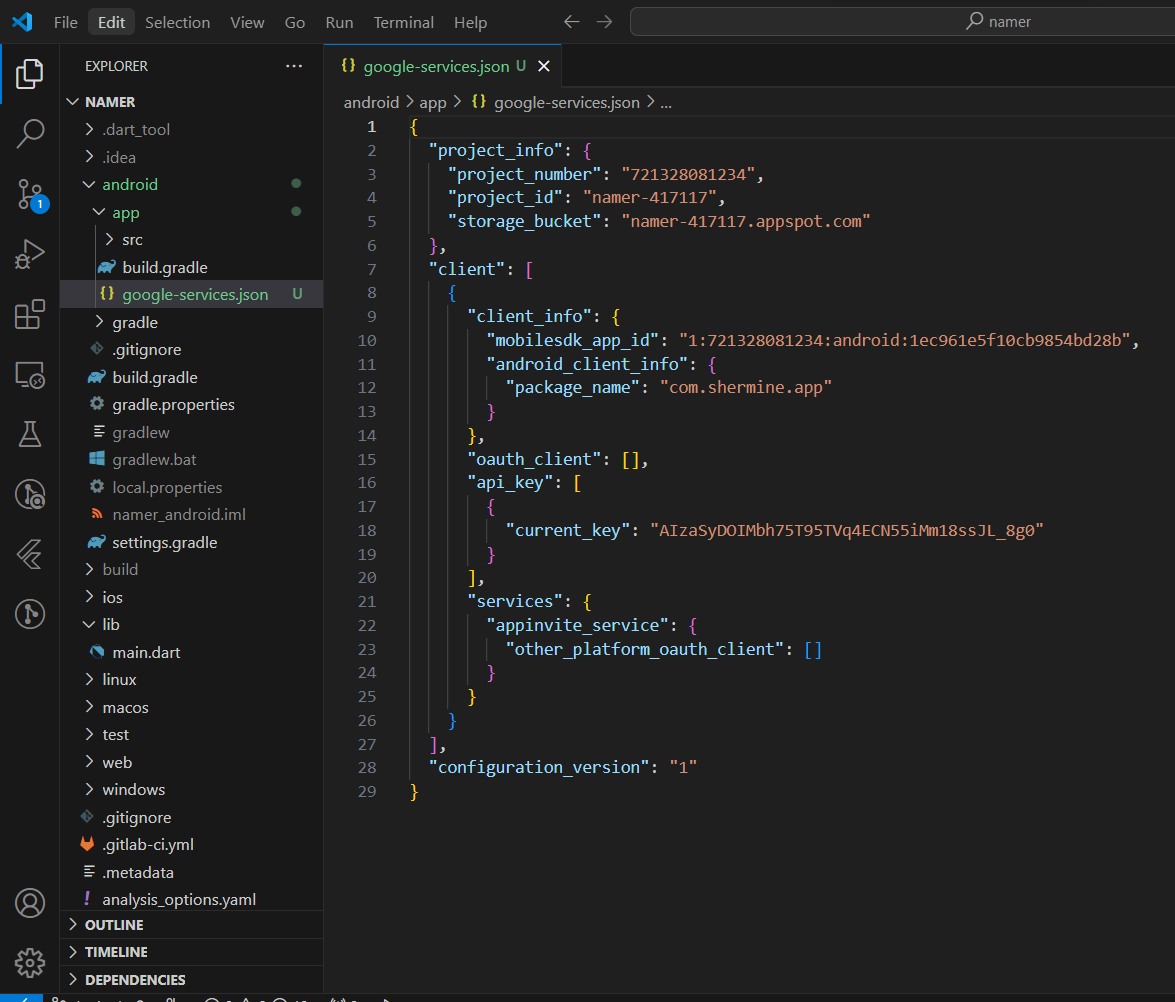 File Edit Selection View Go Run Terminal Help namer
EXPLORER
NAMER
.dart_tool
.idea
android
app
src
build.gradle
google-services.json U
gradle
.gitignore
build.gradle
gradle.properties
gradlew
gradlew.bat
local.properties
namer_android.iml
settings.gradle
build
ios
lib
main.dart
linux
macos
test
web
windows
.gitignore
.gitlab-ci.yml
.metadata
analysis_options.yaml
OUTLINE
TIMELINE
DEPENDENCIES
1
google-services.json U
android > app > {} google-services.json > ...
1 {
2 "project_info": {
3 "project_number": "721328081234",
4 "project_id": "namer-417117",
5 "storage_bucket": "namer-417117.appspot.com"
6 },
7 "client": [
8 {
9 "client_info": {
10 "mobilesdk_app_id": "1:721328081234:android:1ec961e5f10cb9854bd28b",
11 "android_client_info": {
12 "package_name": "com.shermine.app"
13 }
14 },
15 "oauth_client": [],
16 "api_key": [
17 {
18 "current_key": "AIzaSyDOIMbh75T95TVq4ECN55iMm18ssJL_8g0"
19 }
20 ],
21 "services": {
22 "appinvite_service": {
23 "other_platform_oauth_client": []
24 }
25 }
26 }
27 ],
28 "configuration_version": "1"
29 }